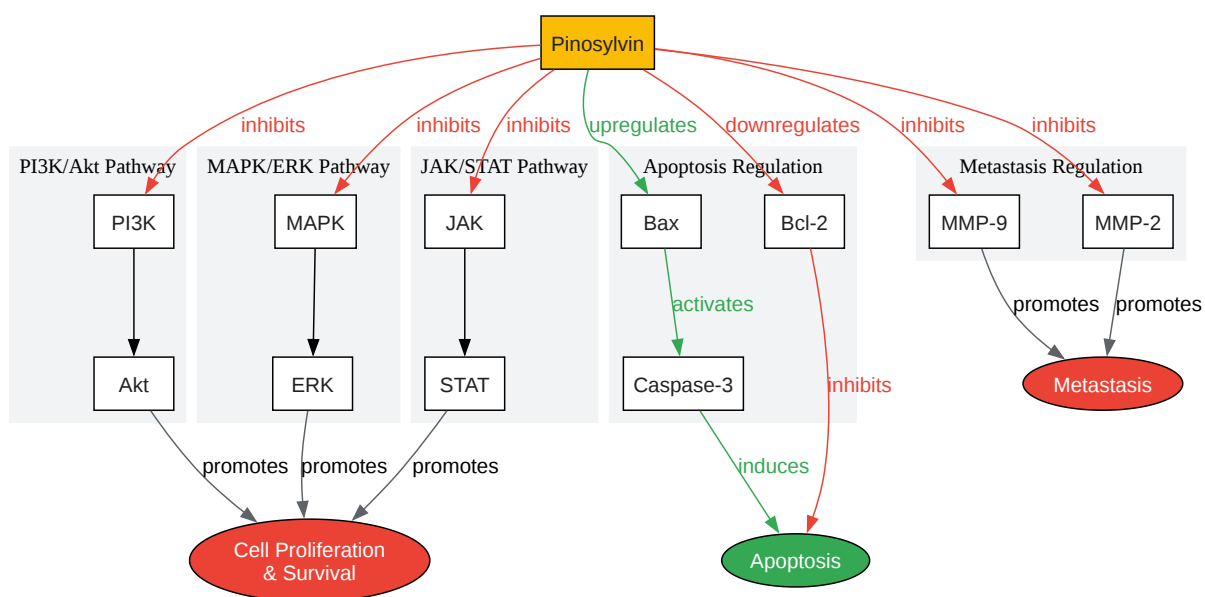 Pinosylvin
inhibits
inhibits
inhibits
upregulates
downregulates
inhibits
inhibits
PI3K/Akt Pathway
MAPK/ERK Pathway
JAK/STAT Pathway
Apoptosis Regulation
Metastasis Regulation
PI3K
MAPK
JAK
Bax
Bcl-2
MMP-9
MMP-2
activates
promotes
promotes
Akt
ERK
STAT
Caspase-3
inhibits
Metastasis
promotes
promotes
promotes
induces
Cell Proliferation
& Survival
Apoptosis